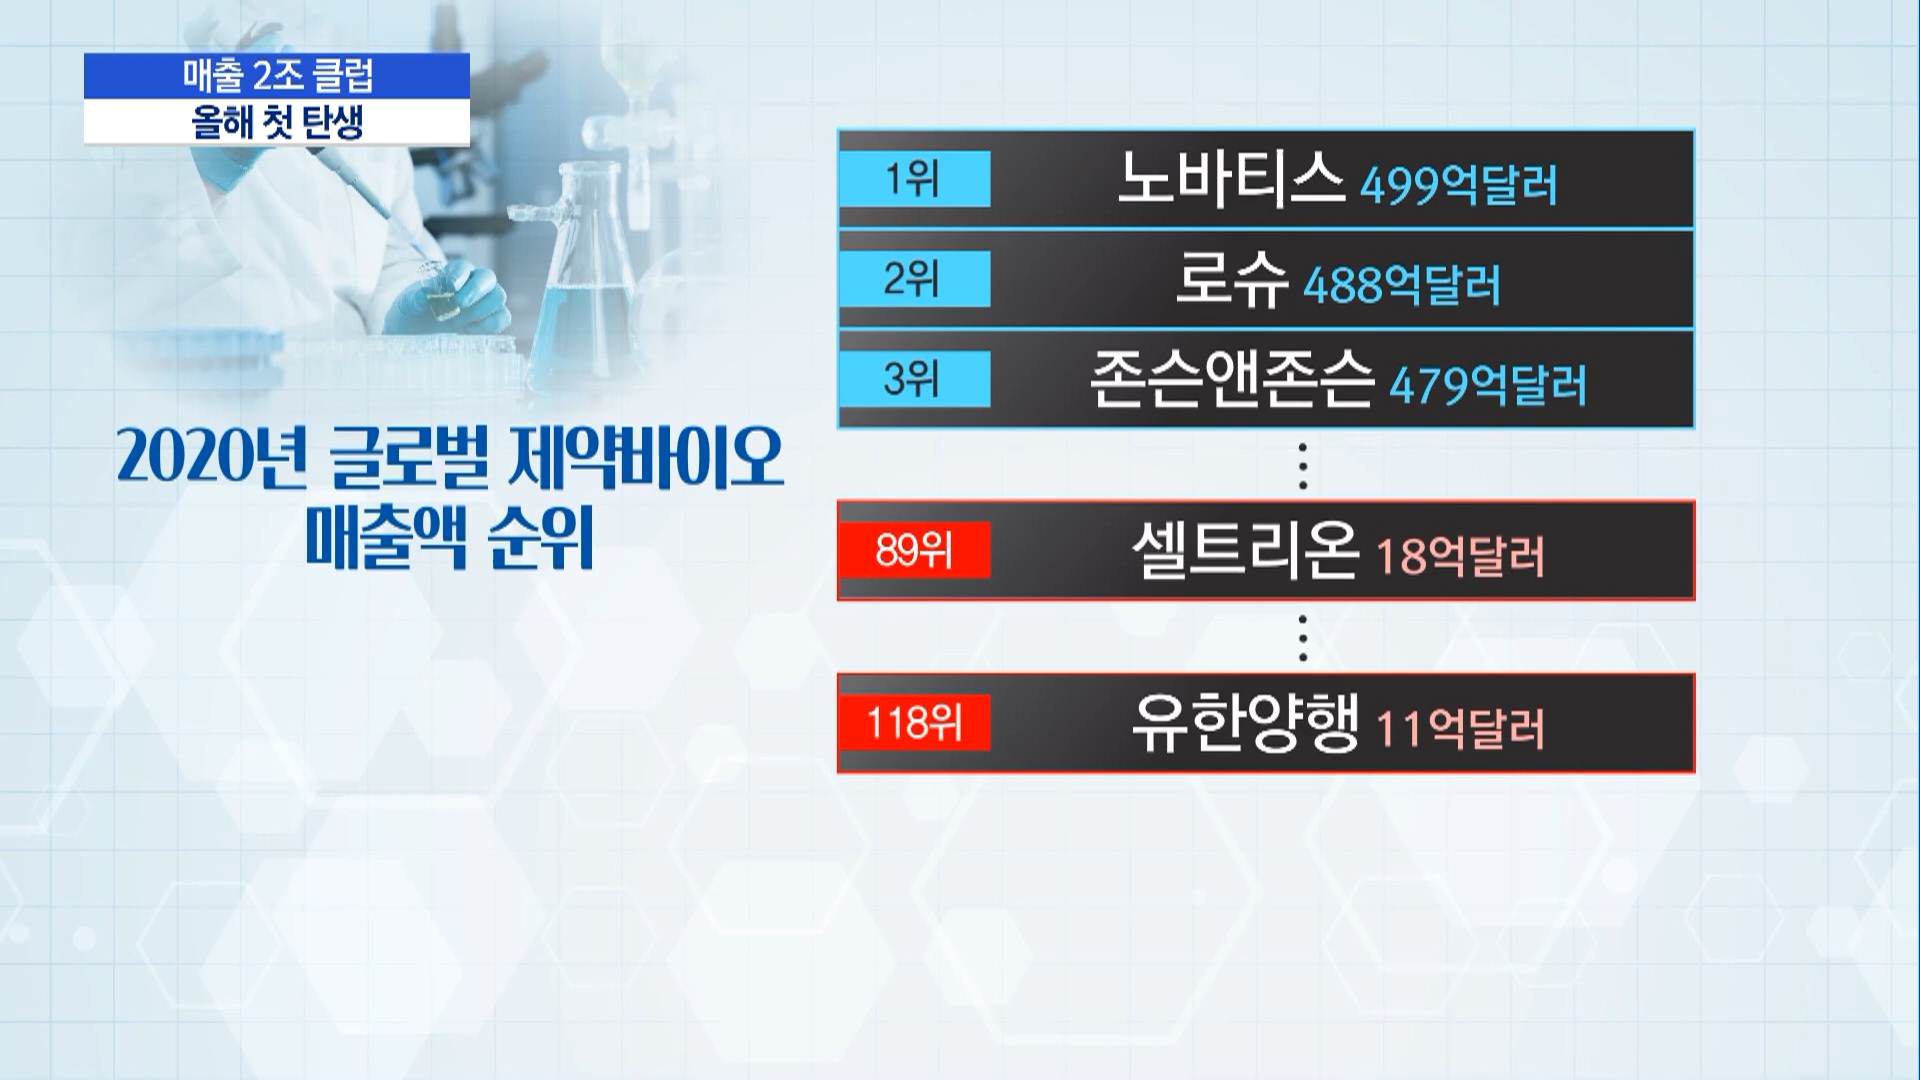 매출 2조 클럽
올해 첫 탄생
2020년 글로벌 제약바이오
매출액 순위
1위 노바티스 499억달러
2위 로슈 488억달러
3위 존슨앤존슨 479억달러
89위 셀트리온 18억달러
118위 유한양행 11억달러